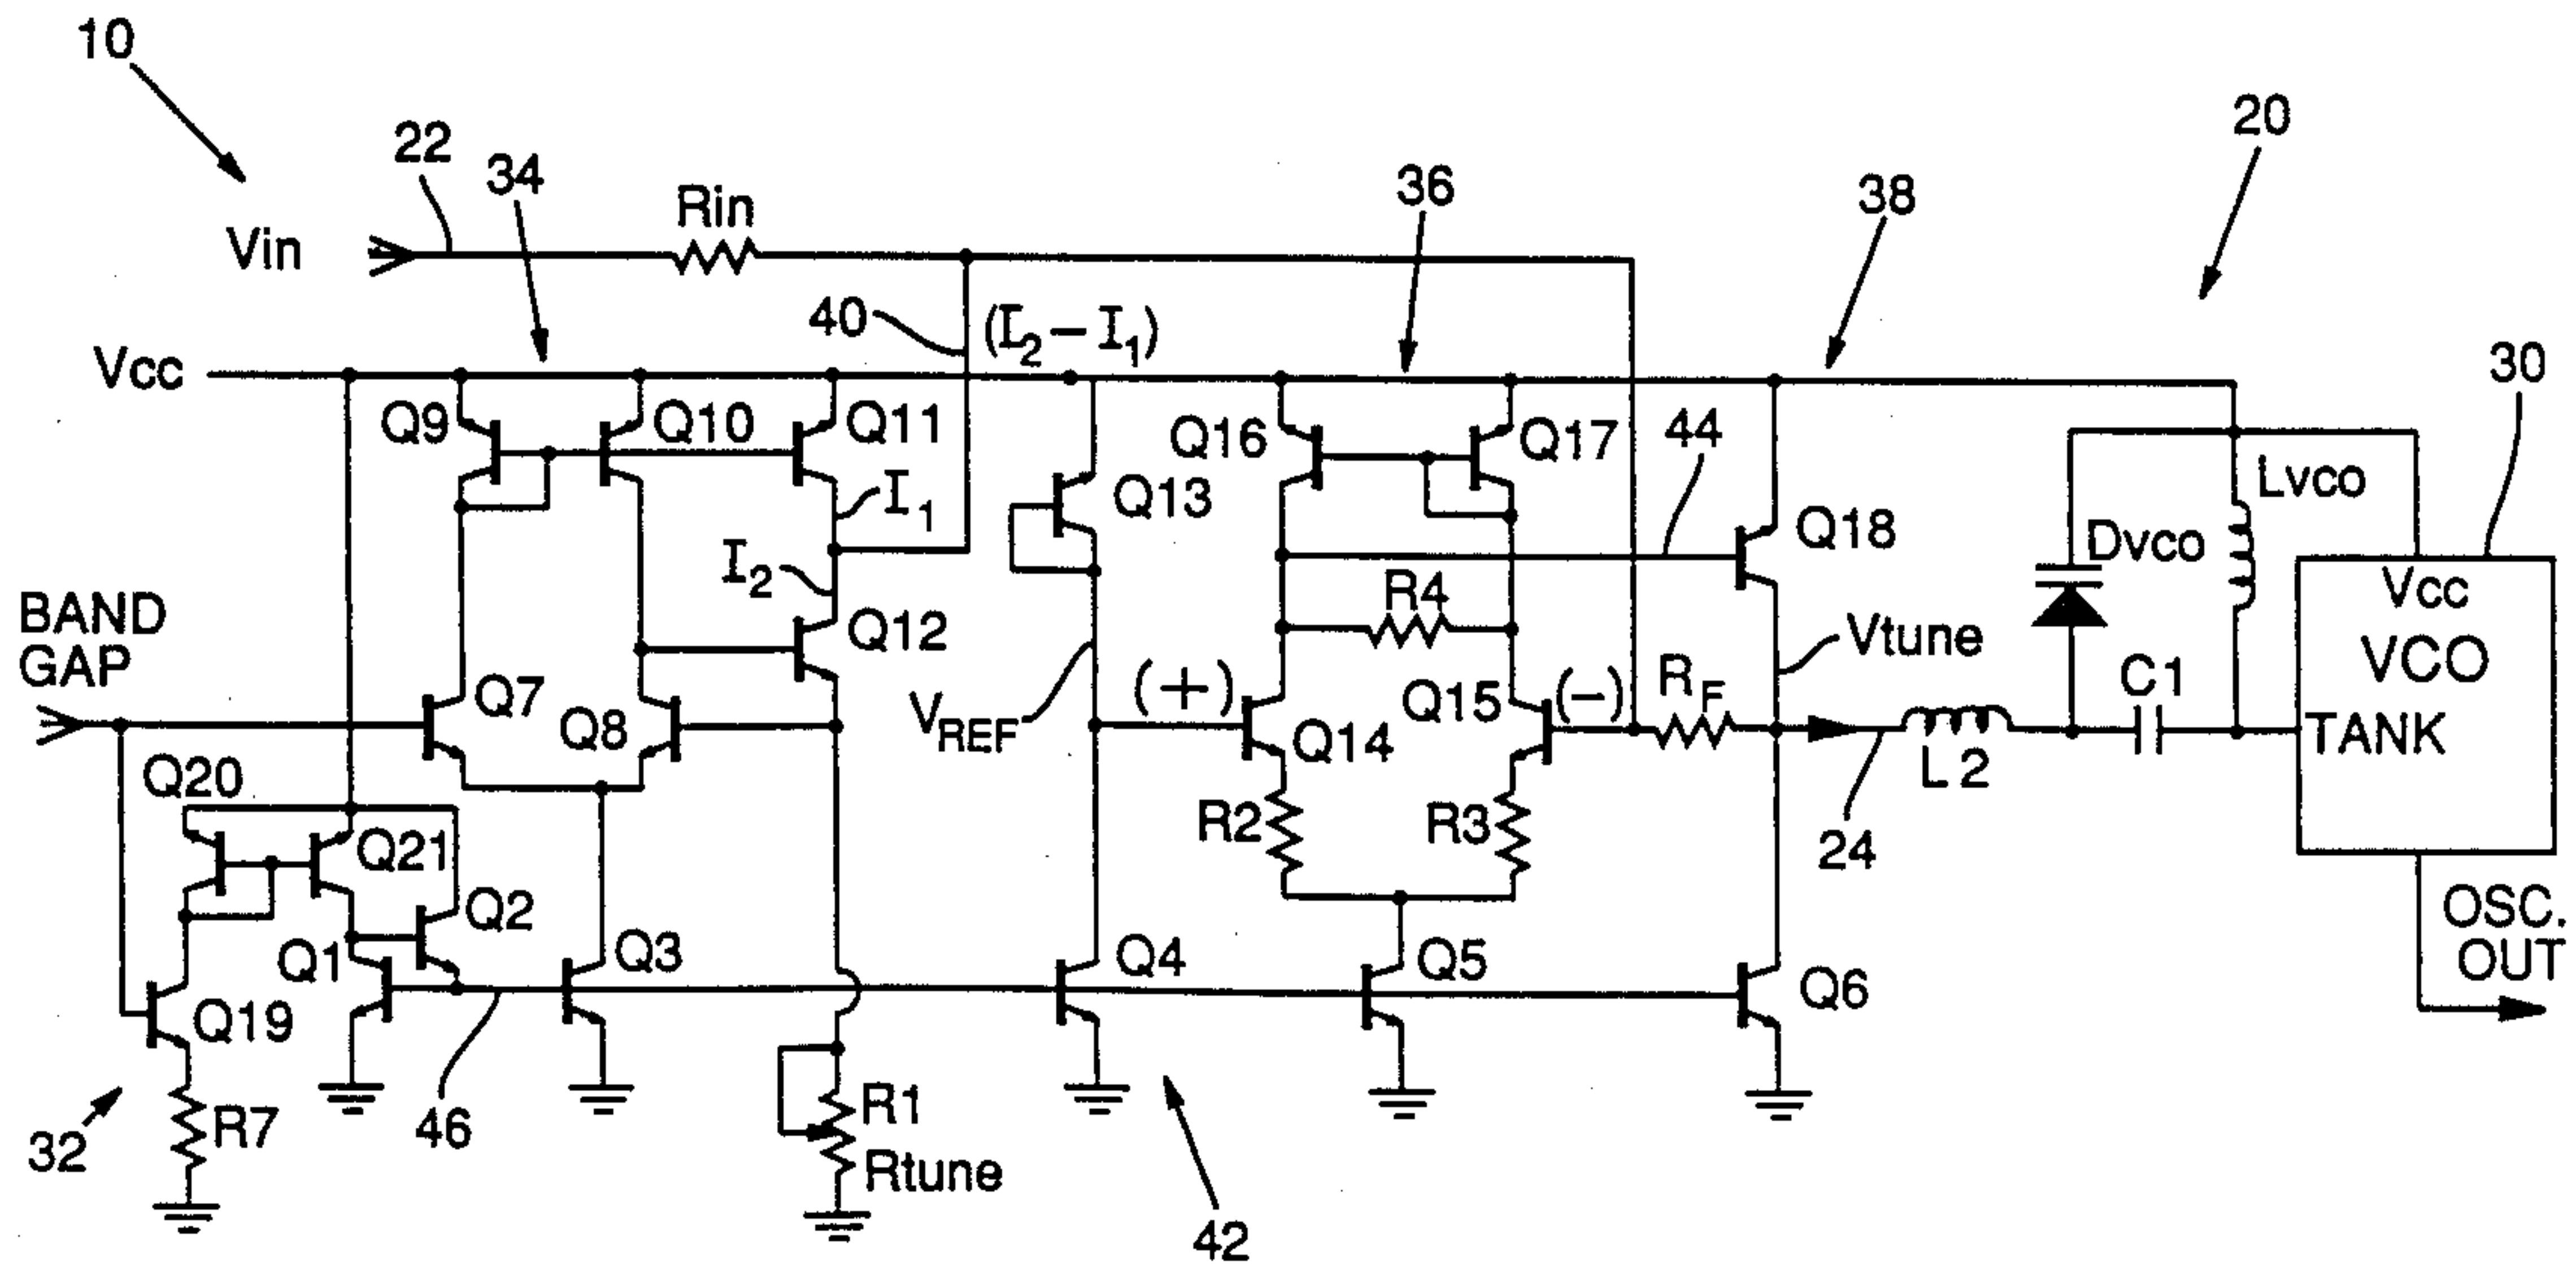 10
22
34
Rin
36
38
20
Vin
40
(I2 – I1)
Vcc
30
Q9
Q10
Q11
Q16
Q17
44
Lvco
I1
Q13
Q18
Dvco
I2
R4
Vcc
VCO
TANK
BAND
GAP
Q12
Vtune
C1
Q7
Q8
VREF
(+)
Q15
(–)
RF
Q14
L2
Q20
Q21
R2
R3
24
Q2
Q1
Q3
Q4
Q5
Q6
OSC.
OUT
Q19
R1
Rtune
32
R7
46
42